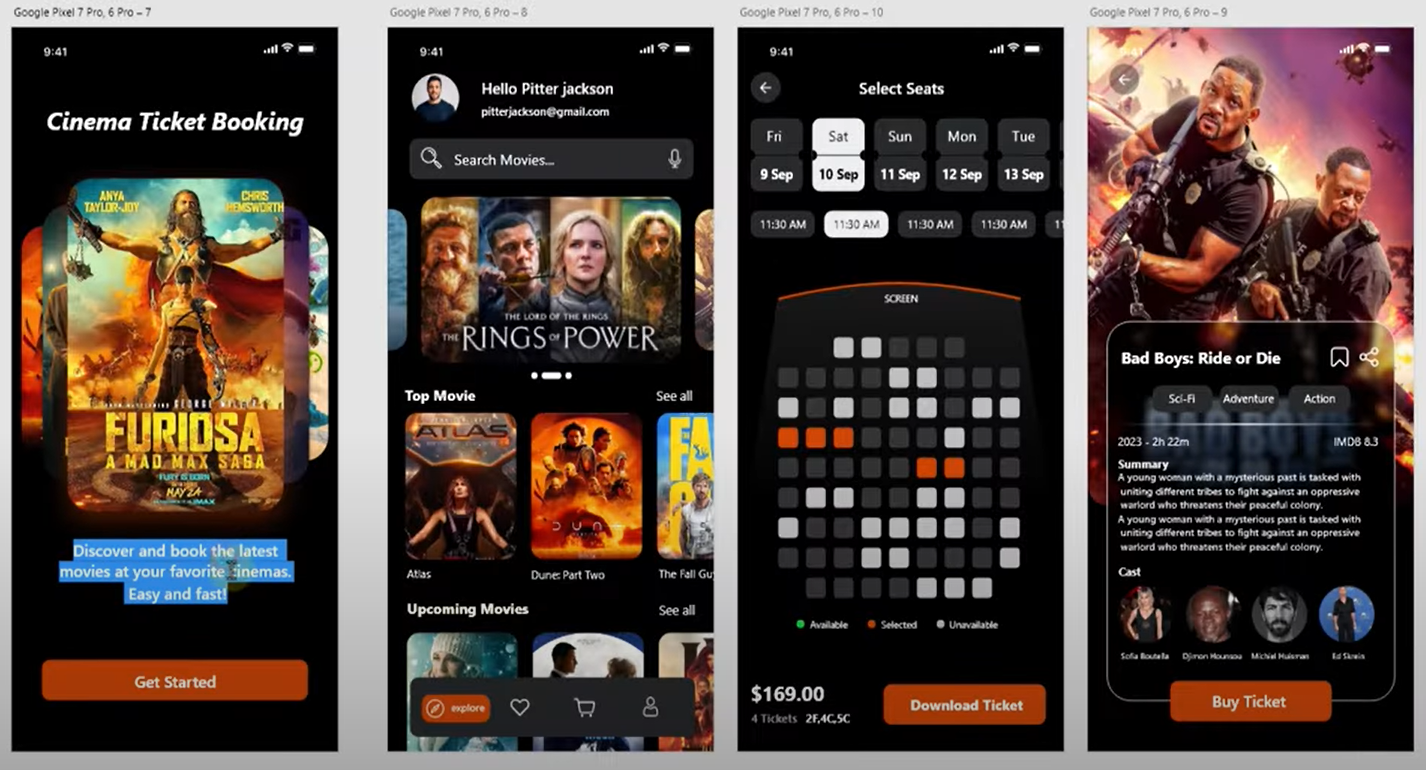 Google Pixel 7 Pro, 6 Pro – 7
9:41
Cinema Ticket Booking
ANYA
TAYLOR-JOY
CHRIS
HEMSWORTH
FURIOSA
A MAD MAX SAGA
FURY IS BORN
MAY 24
IMAX
Discover and book the latest
movies at your favorite cinemas.
Easy and fast!
Get Started
Google Pixel 7 Pro, 6 Pro – 8
9:41
Hello Pitter jackson
pitterjackson@gmail.com
Search Movies...
THE LORD OF THE RINGS
THE RINGS OF POWER
Top Movie
See all
ATLAS
DUNE
FA
Atlas
Dune: Part Two
The Fall Gu
Upcoming Movies
See all
explore
Google Pixel 7 Pro, 6 Pro – 10
9:41
Select Seats
Fri
Sat
Sun
Mon
Tue
9 Sep
10 Sep
11 Sep
12 Sep
13 Sep
11:30 AM
11:30 AM
11:30 AM
11:30 AM
11
SCREEN
Available
Selected
Unavailable
$169.00
4 Tickets 2F,4C,5C
Download Ticket
Google Pixel 7 Pro, 6 Pro – 9
9:41
Bad Boys: Ride or Die
Sci-Fi
Adventure
Action
2023 - 2h 22m
IMDB 8.3
Summary
A young woman with a mysterious past is tasked with
uniting different tribes to fight against an oppressive
warlord who threatens their peaceful colony.
A young woman with a mysterious past is tasked with
uniting different tribes to fight against an oppressive
warlord who threatens their peaceful colony.
Cast
Sofia Boutella
Djimon Hounsou
Michiel Huisman
Ed Skrein
Buy Ticket